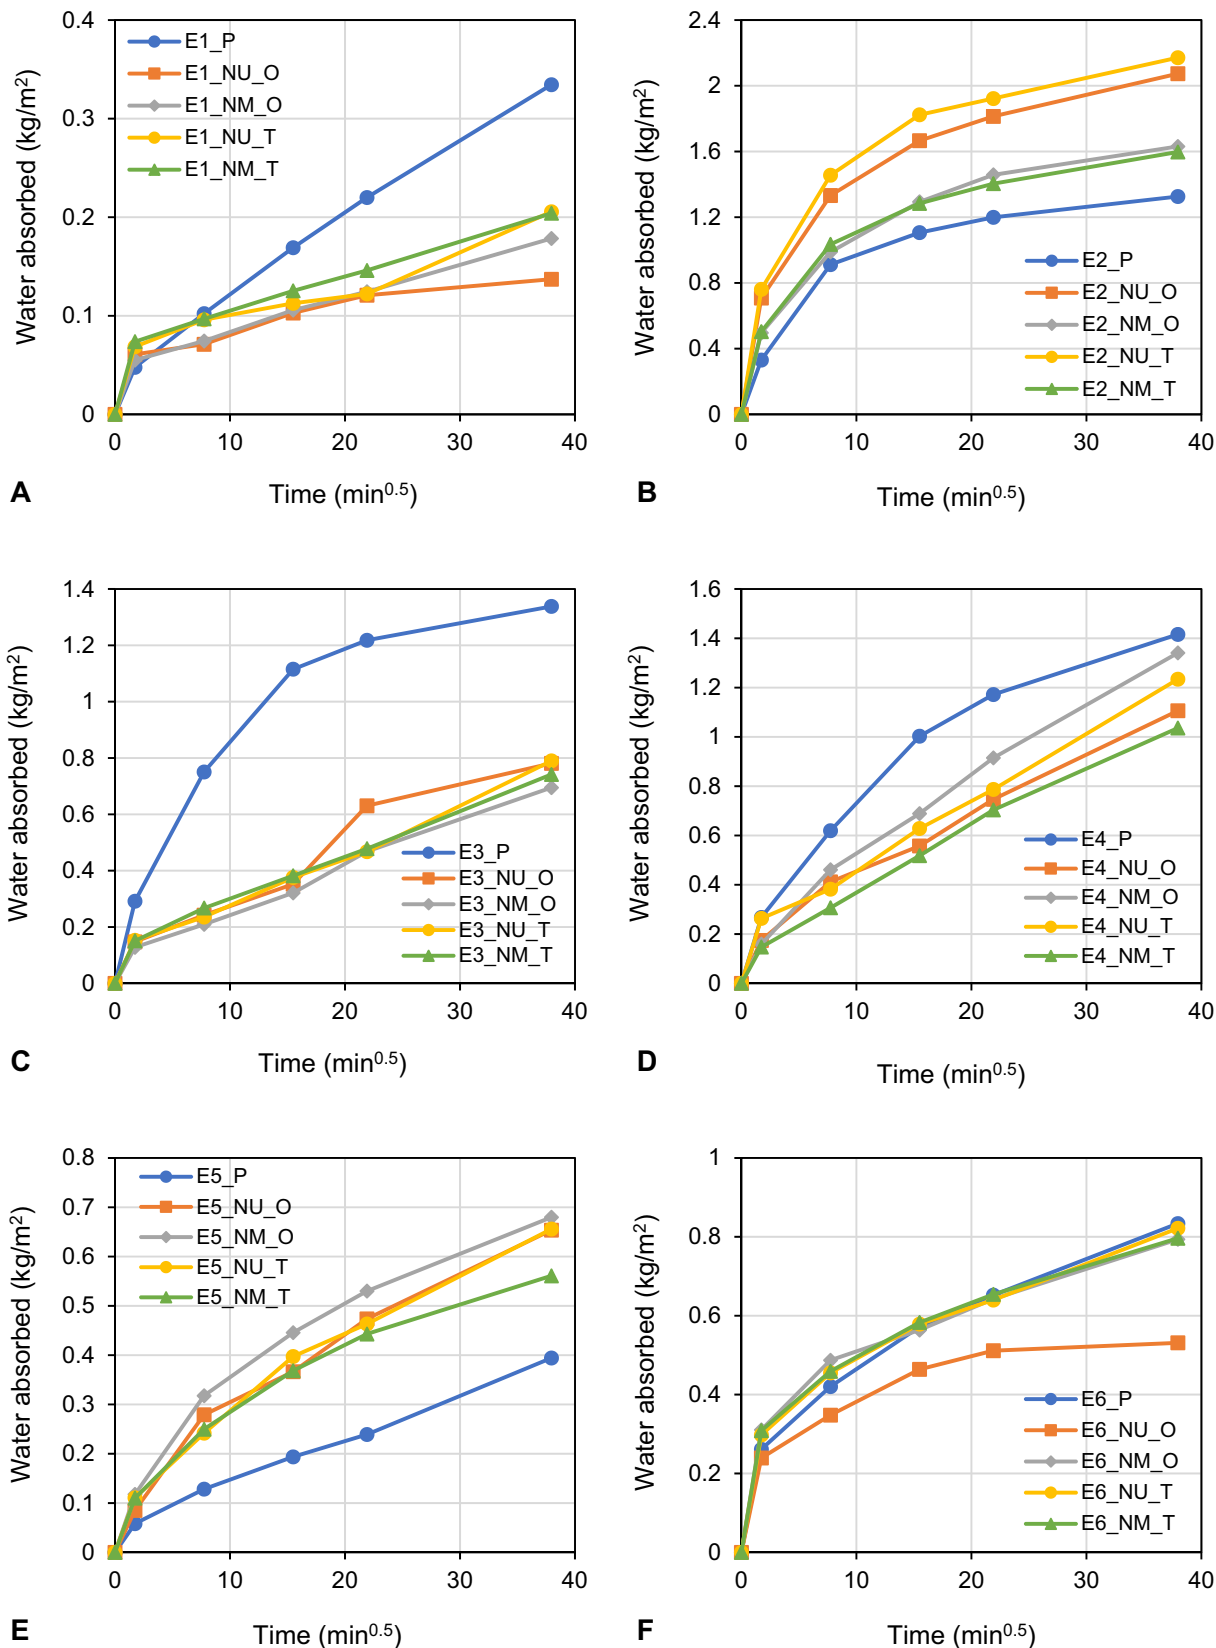 0.4
0.3
0.2
0.1
0
0
10
20
30
40
Water absorbed (kg/m²)
Time (min⁰·⁵)
E1_P
E1_NU_O
E1_NM_O
E1_NU_T
E1_NM_T
A
2.4
2
1.6
1.2
0.8
0.4
0
0
10
20
30
40
Water absorbed (kg/m²)
Time (min⁰·⁵)
E2_P
E2_NU_O
E2_NM_O
E2_NU_T
E2_NM_T
B
1.4
1.2
1
0.8
0.6
0.4
0.2
0
0
10
20
30
40
Water absorbed (kg/m²)
Time (min⁰·⁵)
E3_P
E3_NU_O
E3_NM_O
E3_NU_T
E3_NM_T
C
1.6
1.4
1.2
1
0.8
0.6
0.4
0.2
0
0
10
20
30
40
Water absorbed (kg/m²)
Time (min⁰·⁵)
E4_P
E4_NU_O
E4_NM_O
E4_NU_T
E4_NM_T
D
0.8
0.7
0.6
0.5
0.4
0.3
0.2
0.1
0
0
10
20
30
40
Water absorbed (kg/m²)
Time (min⁰·⁵)
E5_P
E5_NU_O
E5_NM_O
E5_NU_T
E5_NM_T
E
1
0.8
0.6
0.4
0.2
0
0
10
20
30
40
Water absorbed (kg/m²)
Time (min⁰·⁵)
E6_P
E6_NU_O
E6_NM_O
E6_NU_T
E6_NM_T
F